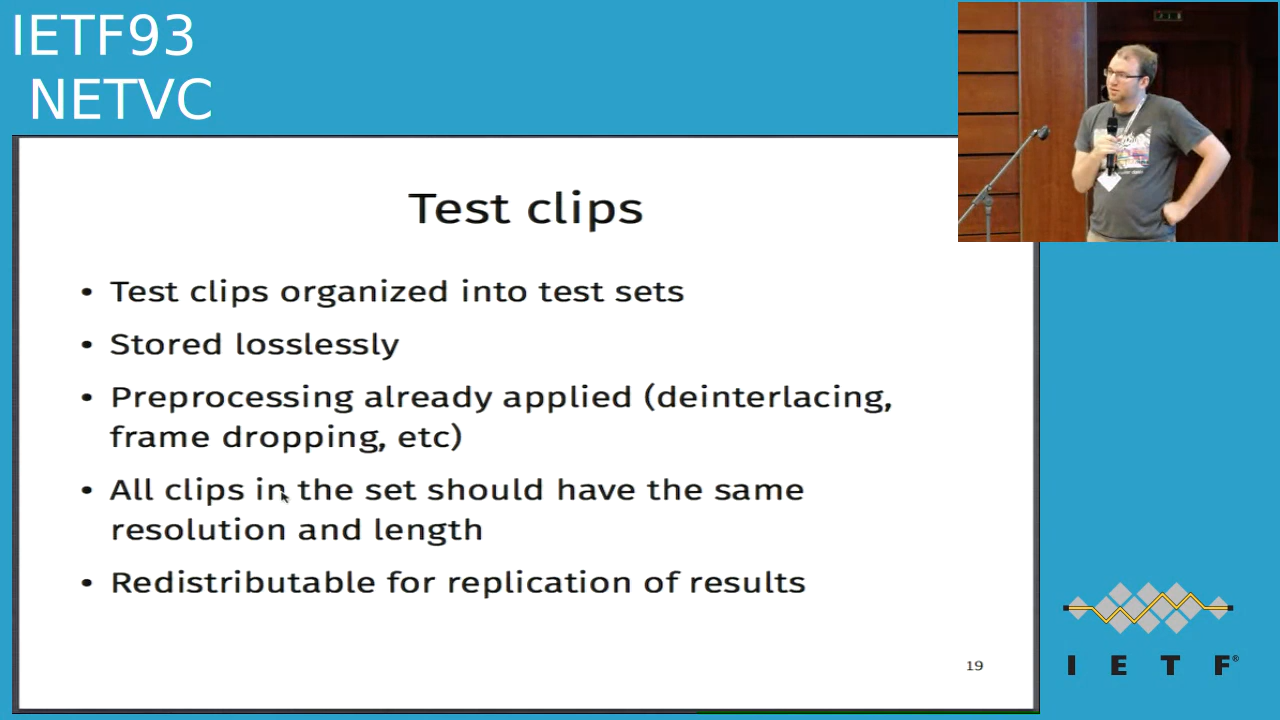 IETF93
NETVC
Test clips
• Test clips organized into test sets
• Stored losslessly
• Preprocessing already applied (deinterlacing,
frame dropping, etc)
• All clips in the set should have the same
resolution and length
• Redistributable for replication of results
19
I E T F®